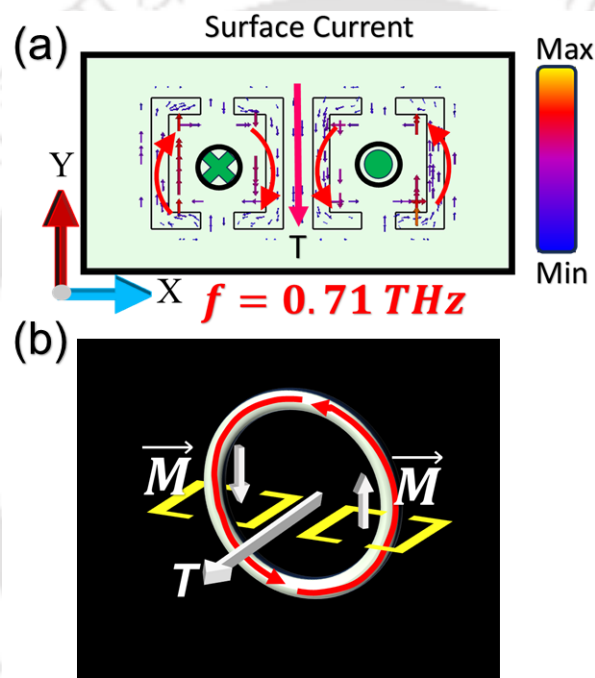 Surface Current
(a)
Max
Y
T
Min
X
f = 0.71 THz
(b)
M
M
T